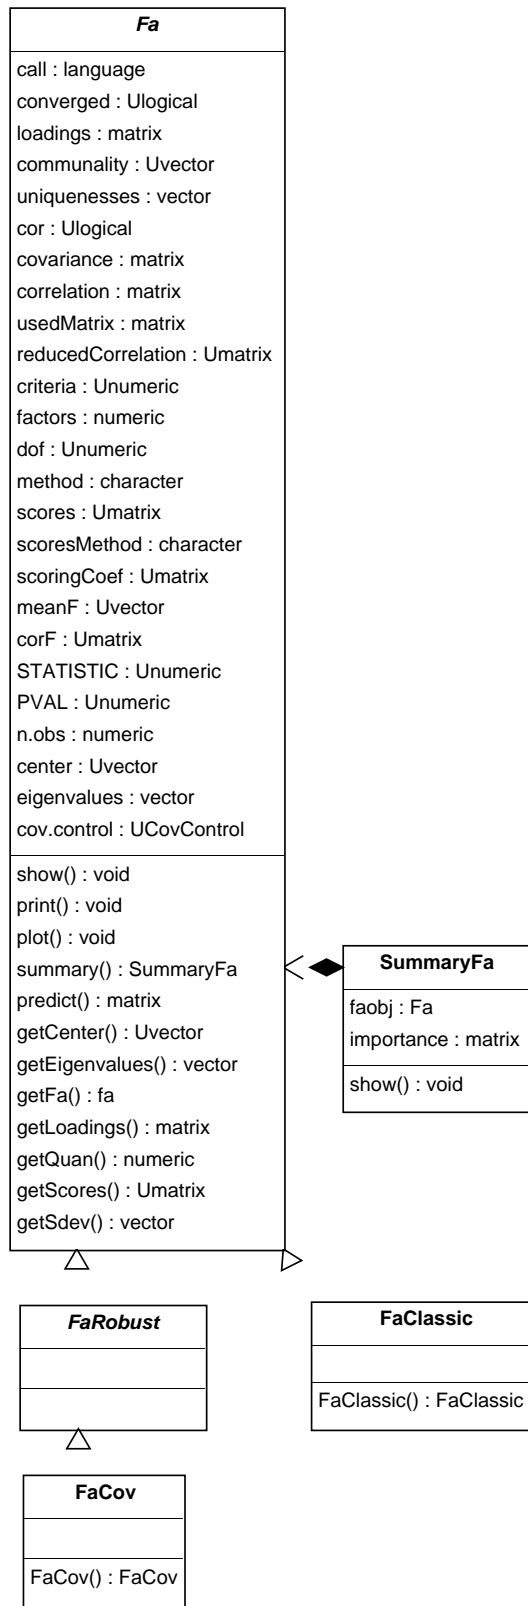 Fa
call : language
converged : Ulogical
loadings : matrix
communality : Uvector
uniquenesses : vector
cor : Ulogical
covariance : matrix
correlation : matrix
usedMatrix : matrix
reducedCorrelation : Umatrix
criteria : Unumeric
factors : numeric
dof : Unumeric
method : character
scores : Umatrix
scoresMethod : character
scoringCoef : Umatrix
meanF : Uvector
corF : Umatrix
STATISTIC : Unumeric
PVAL : Unumeric
n.obs : numeric
center : Uvector
eigenvalues : vector
cov.control : UCovControl
show() : void
print() : void
plot() : void
summary() : SummaryFa
predict() : matrix
getCenter() : Uvector
getEigenvalues() : vector
getFa() : fa
getLoadings() : matrix
getQuan() : numeric
getScores() : Umatrix
getSdev() : vector
SummaryFa
faobj : Fa
importance : matrix
show() : void
FaRobust
FaClassic
FaClassic() : FaClassic
FaCov
FaCov() : FaCov